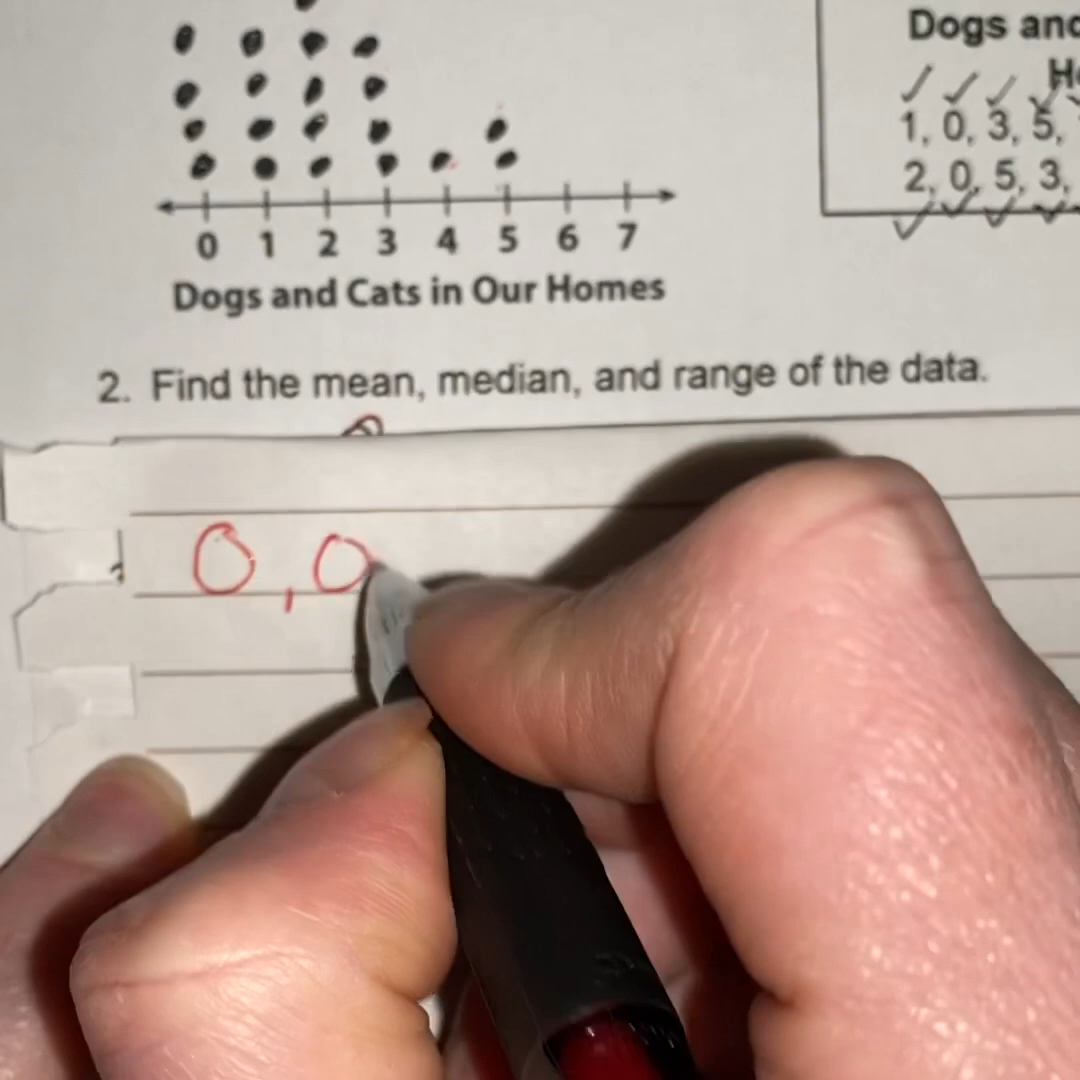 Dogs and
1, 0, 3, 5,
2, 0, 5, 3,
0 1 2 3 4 5 6 7
Dogs and Cats in Our Homes
2. Find the mean, median, and range of the data.
0, 0